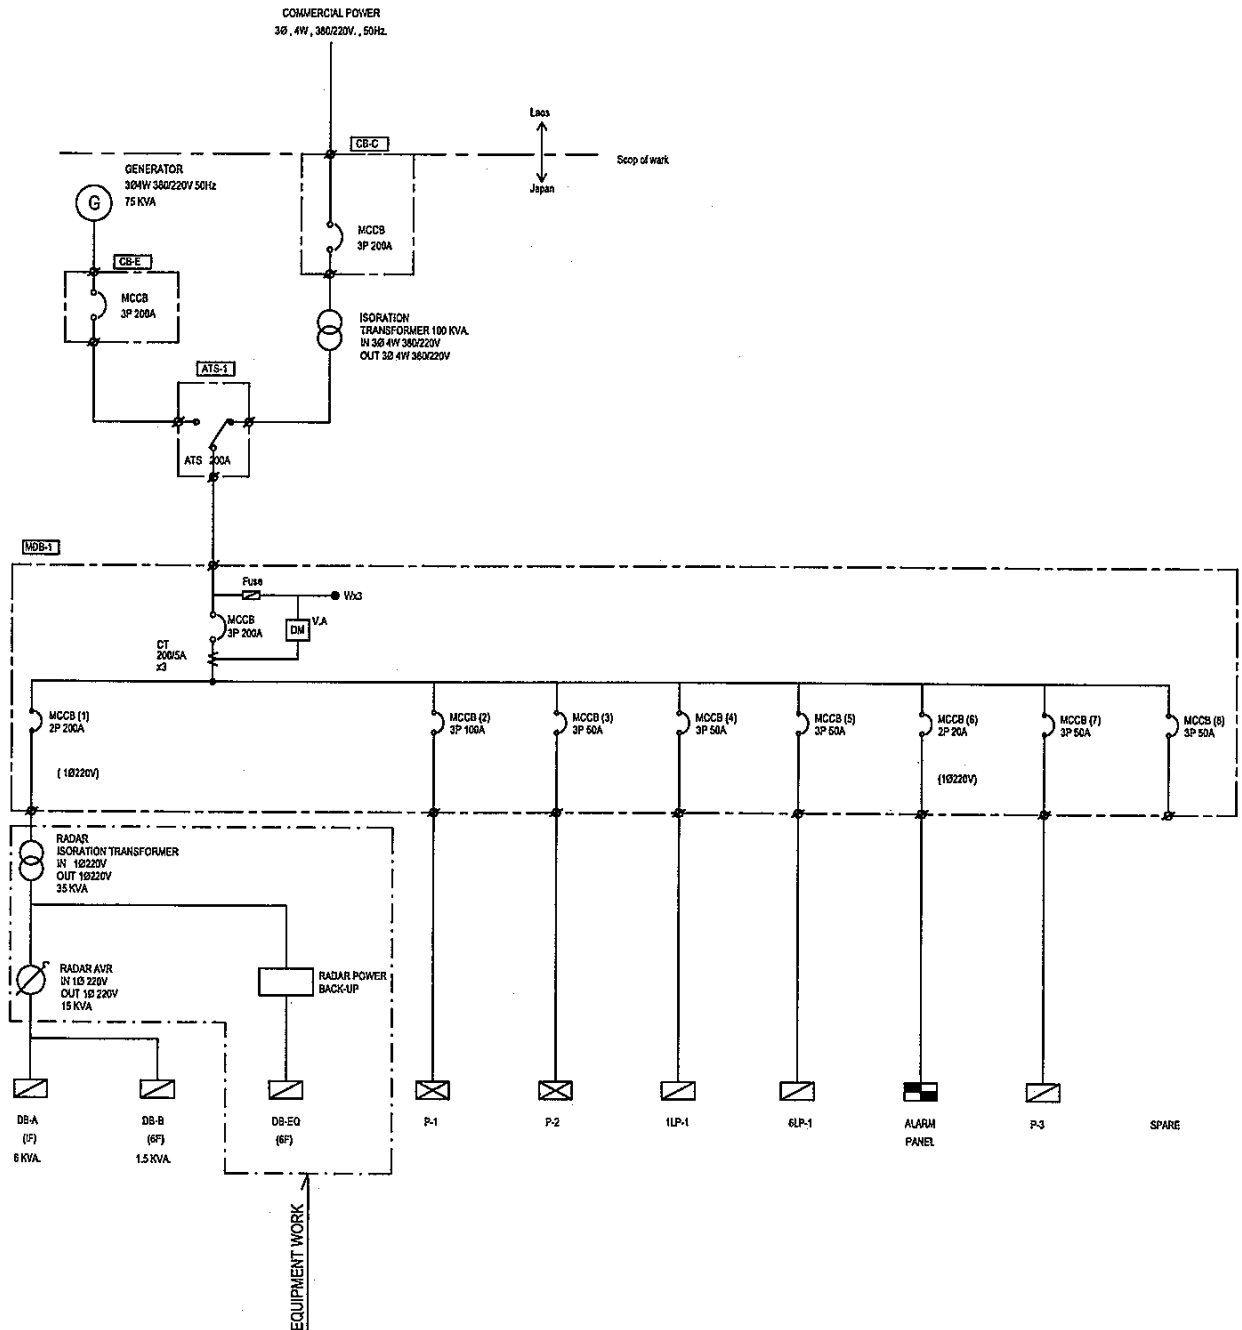 COMMERCIAL POWER
3Ø , 4W , 380/220V. , 50Hz.
Laos
CB-C
Scop of wark
Japan
GENERATOR
3Ø4W 380/220V 50Hz
75 KVA
G
MCCB
3P 200A
CB-E
MCCB
3P 200A
ISORATION
TRANSFORMER 100 KVA.
IN 3Ø 4W 380/220V
OUT 3Ø 4W 380/220V
ATS-1
ATS 200A
MDB-1
Fuse
Wx3
MCCB
3P 200A
DM
V.A
CT
200/5A
x3
MCCB (1)
2P 200A
(1Ø220V)
MCCB (2)
3P 100A
MCCB (3)
3P 50A
MCCB (4)
3P 50A
MCCB (5)
3P 50A
MCCB (6)
2P 20A
(1Ø220V)
MCCB (7)
3P 50A
MCCB (8)
3P 50A
RADAR
ISORATION TRANSFORMER
IN 1Ø220V
OUT 1Ø220V
35 KVA
RADAR AVR
IN 1Ø 220V
OUT 1Ø 220V
15 KVA
RADAR POWER
BACK-UP
DB-A
(IF)
6 KVA.
DB-B
(6F)
1.5 KVA.
DB-EQ
(6F)
P-1
P-2
1LP-1
6LP-1
ALARM
PANEL
P-3
SPARE
EQUIPMENT WORK